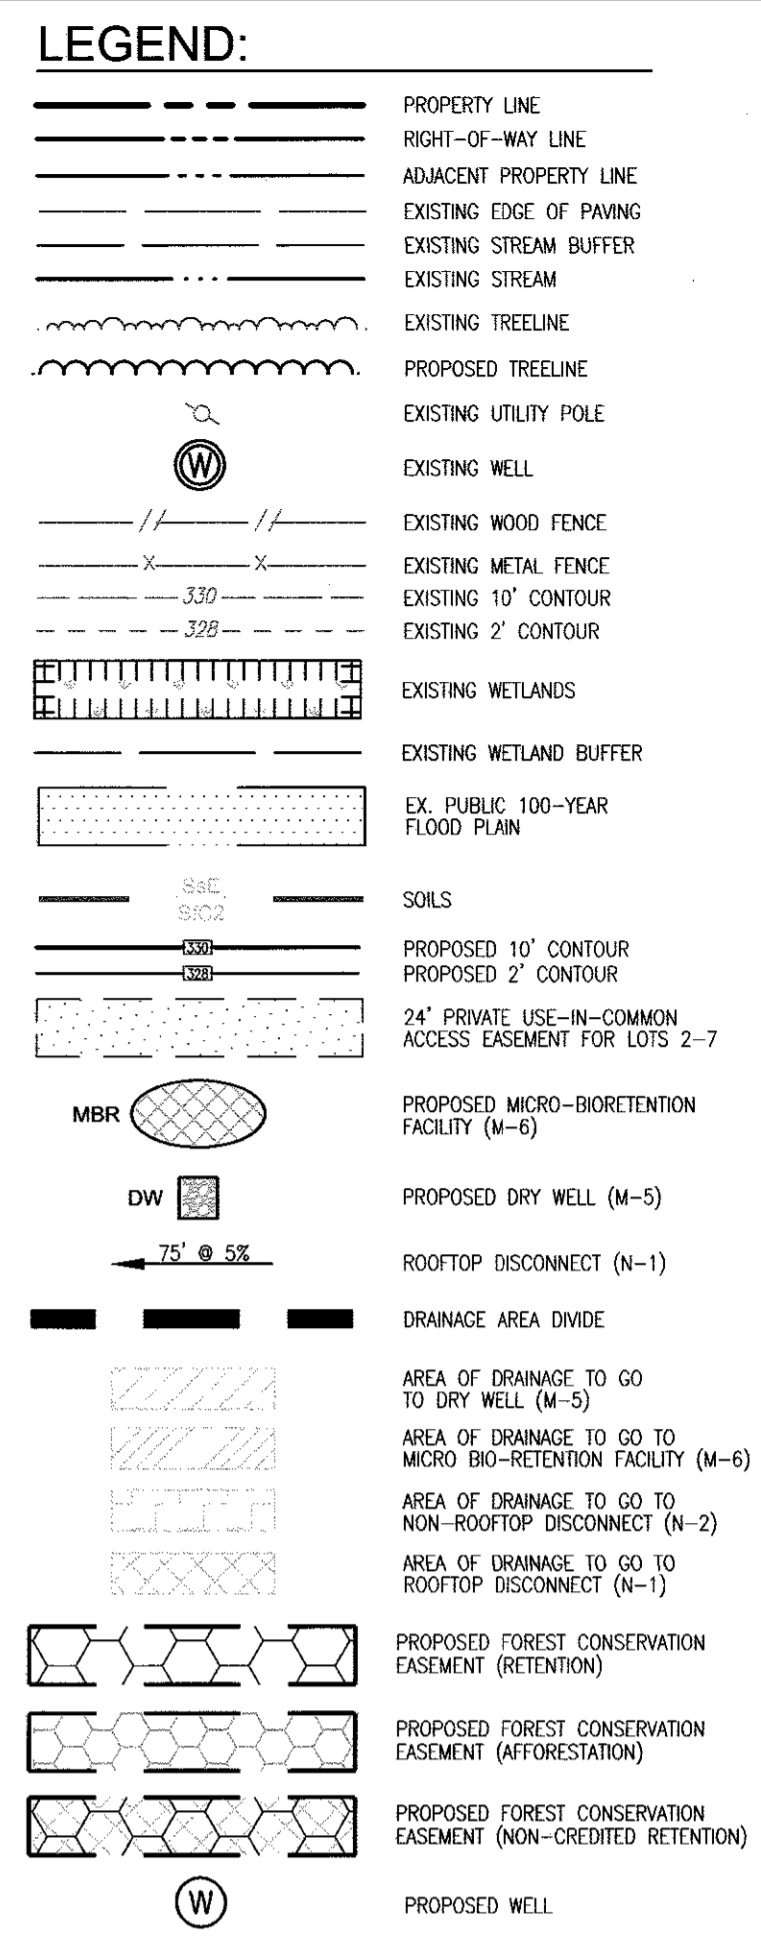 LEGEND:
PROPERTY LINE
RIGHT-OF-WAY LINE
ADJACENT PROPERTY LINE
EXISTING EDGE OF PAVING
EXISTING STREAM BUFFER
EXISTING STREAM
EXISTING TREELINE
PROPOSED TREELINE
EXISTING UTILITY POLE
W
EXISTING WELL
EXISTING WOOD FENCE
X X
EXISTING METAL FENCE
330
EXISTING 10' CONTOUR
328
EXISTING 2' CONTOUR
EXISTING WETLANDS
EXISTING WETLAND BUFFER
EX. PUBLIC 100-YEAR
FLOOD PLAIN
SsE
SfC2
SOILS
330
PROPOSED 10' CONTOUR
328
PROPOSED 2' CONTOUR
24' PRIVATE USE-IN-COMMON
ACCESS EASEMENT FOR LOTS 2-7
MBR
PROPOSED MICRO-BIORETENTION
FACILITY (M-6)
DW
PROPOSED DRY WELL (M-5)
75' @ 5%
ROOFTOP DISCONNECT (N-1)
DRAINAGE AREA DIVIDE
AREA OF DRAINAGE TO GO
TO DRY WELL (M-5)
AREA OF DRAINAGE TO GO TO
MICRO BIO-RETENTION FACILITY (M-6)
AREA OF DRAINAGE TO GO TO
NON-ROOFTOP DISCONNECT (N-2)
AREA OF DRAINAGE TO GO TO
ROOFTOP DISCONNECT (N-1)
PROPOSED FOREST CONSERVATION
EASEMENT (RETENTION)
PROPOSED FOREST CONSERVATION
EASEMENT (AFFORESTATION)
PROPOSED FOREST CONSERVATION
EASEMENT (NON-CREDITED RETENTION)
W
PROPOSED WELL